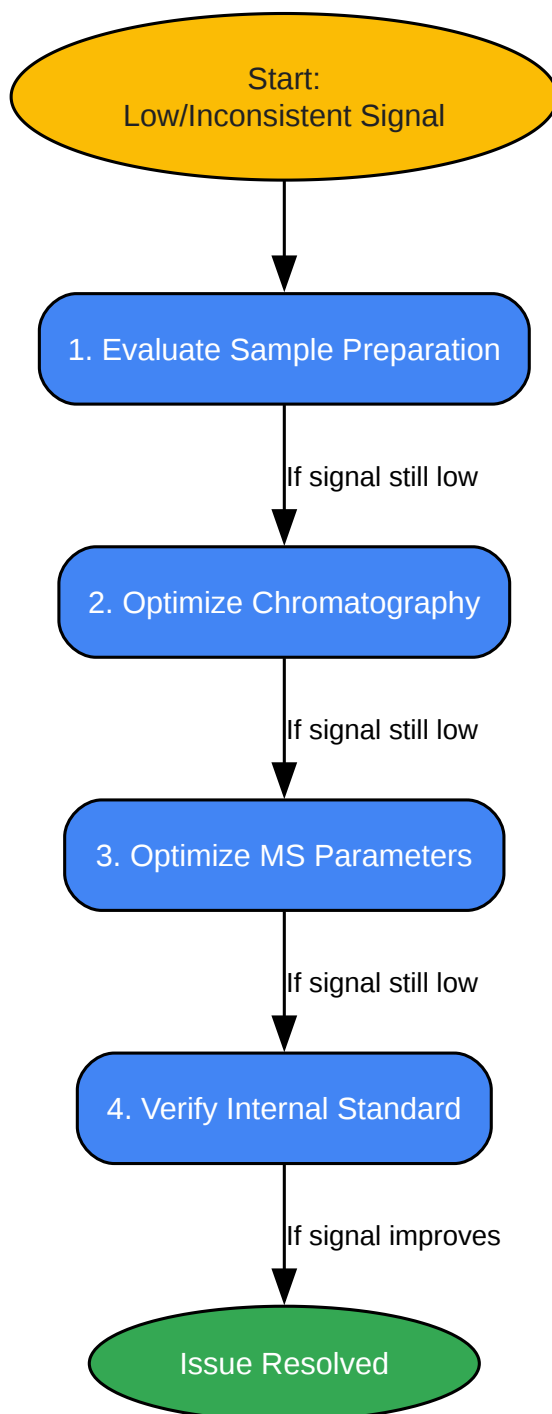 Start:
Low/Inconsistent Signal
1. Evaluate Sample Preparation
If signal still low
2. Optimize Chromatography
If signal still low
3. Optimize MS Parameters
If signal still low
4. Verify Internal Standard
If signal improves
Issue Resolved